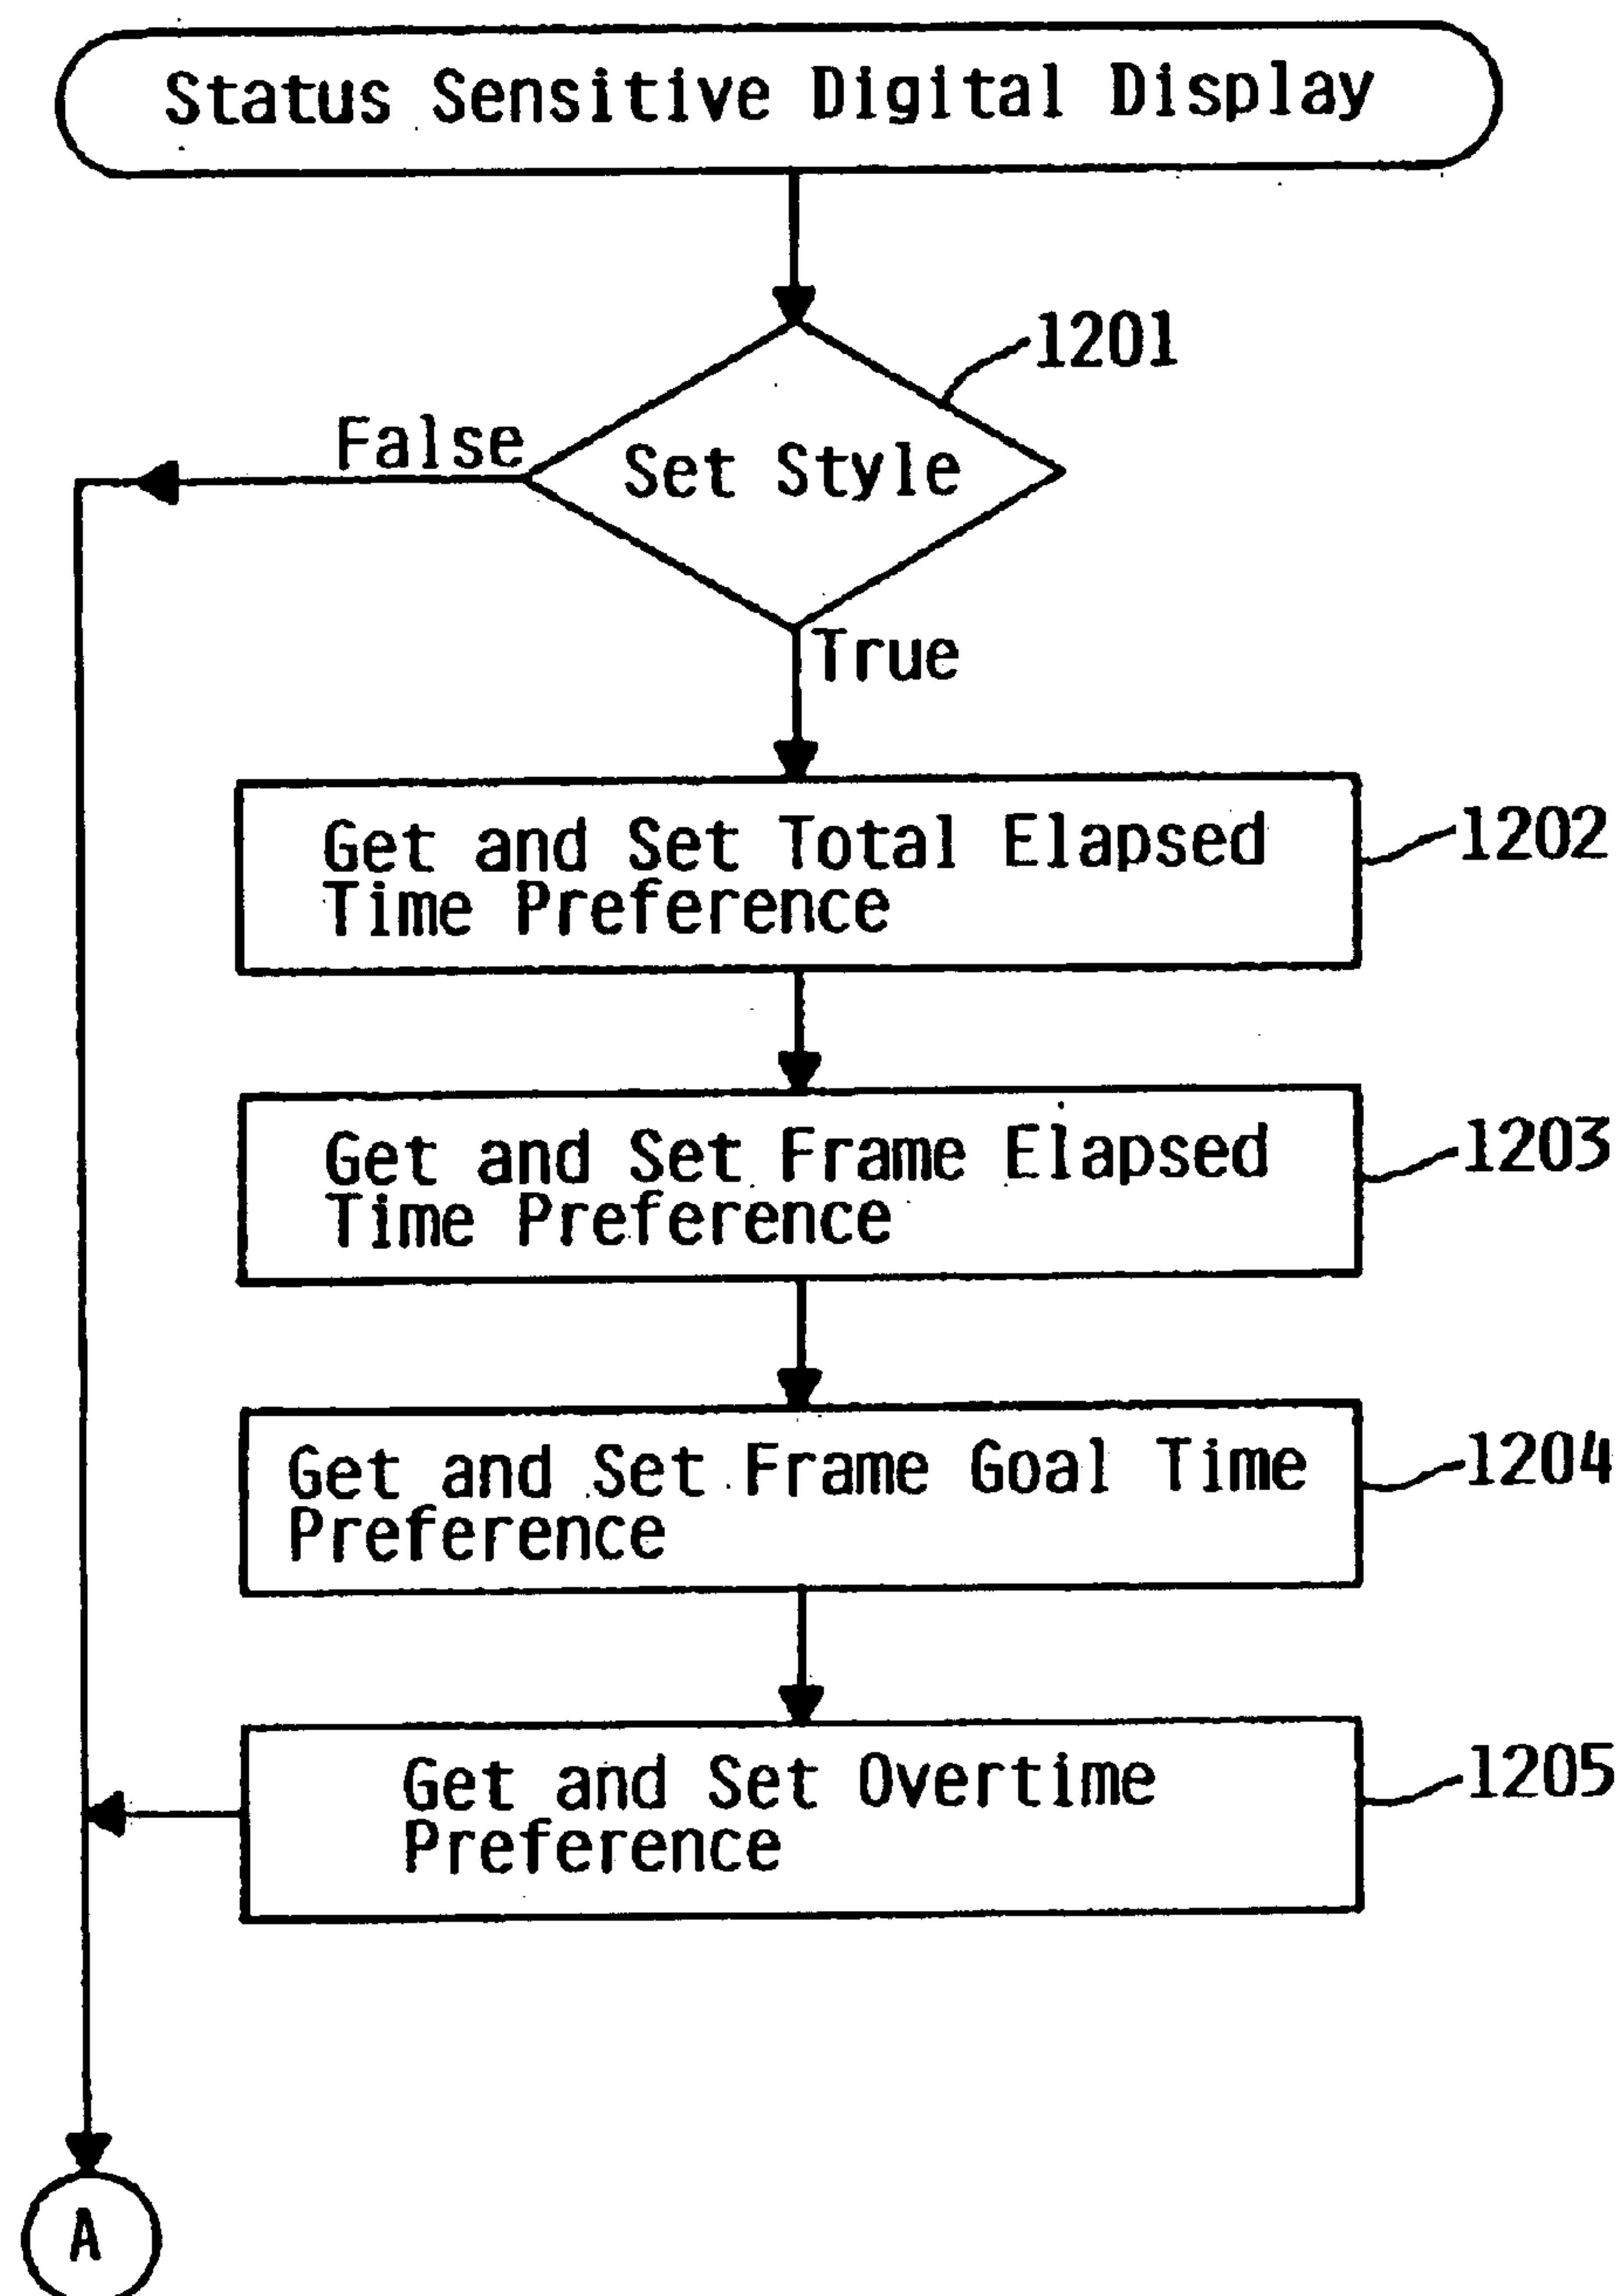 Status Sensitive Digital Display
1201
False
Set Style
True
Get and Set Total Elapsed
Time Preference
1202
Get and Set Frame Elapsed
Time Preference
1203
Get and Set Frame Goal Time
Preference
1204
Get and Set Overtime
Preference
1205
A